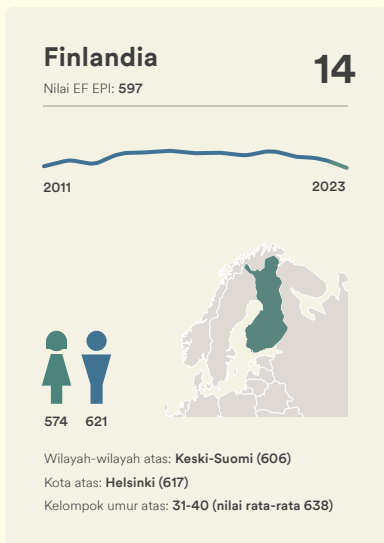 Finlandia
14
Nilai EF EPI: 597
2011
2023
574 621
Wilayah-wilayah atas: Keski-Suomi (606)
Kota atas: Helsinki (617)
Kelompok umur atas: 31-40 (nilai rata-rata 638)